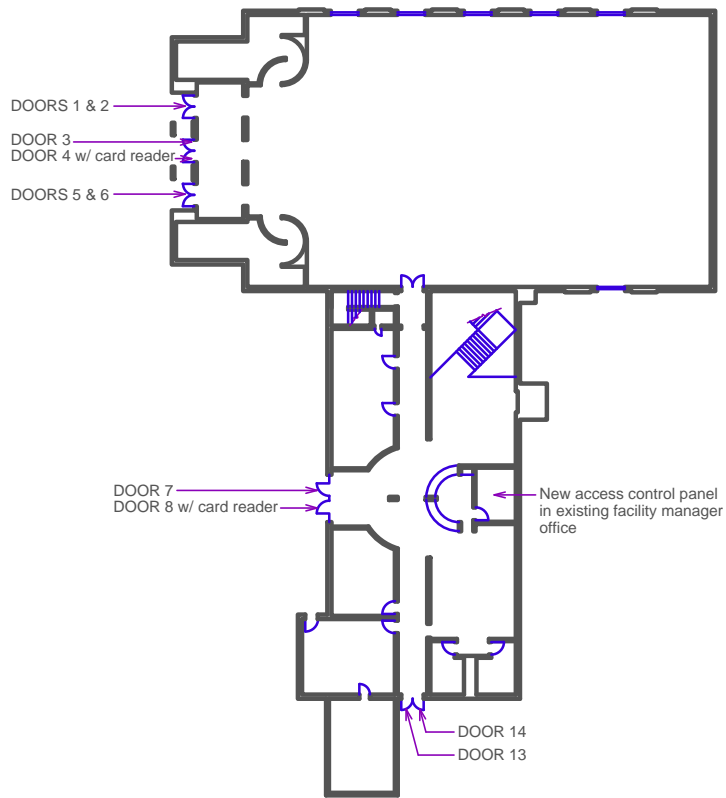 DOORS 1 & 2
DOOR 3
DOOR 4 w/ card reader
DOORS 5 & 6
DOOR 7
DOOR 8 w/ card reader
New access control panel
in existing facility manager
office
DOOR 14
DOOR 13